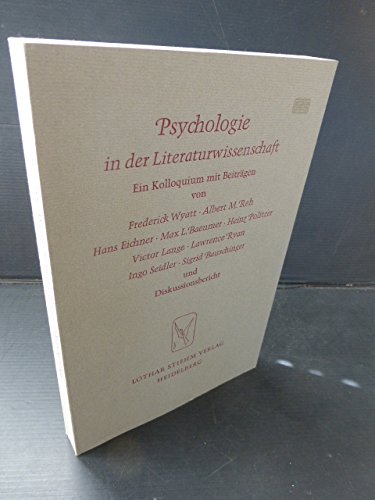 Psychologie
in der Literaturwissenschaft
Ein Kolloquium mit Beiträgen
von
Frederick Wyatt · Albert M. Reh
Hans Eichner · Max L. Baeumer · Heinz Politzer
Victor Lange · Lawrence Ryan
Ingo Seidler · Sigrid Bauschinger
und
Diskussionsbericht
LOTHAR STIEHM VERLAG
HEIDELBERG